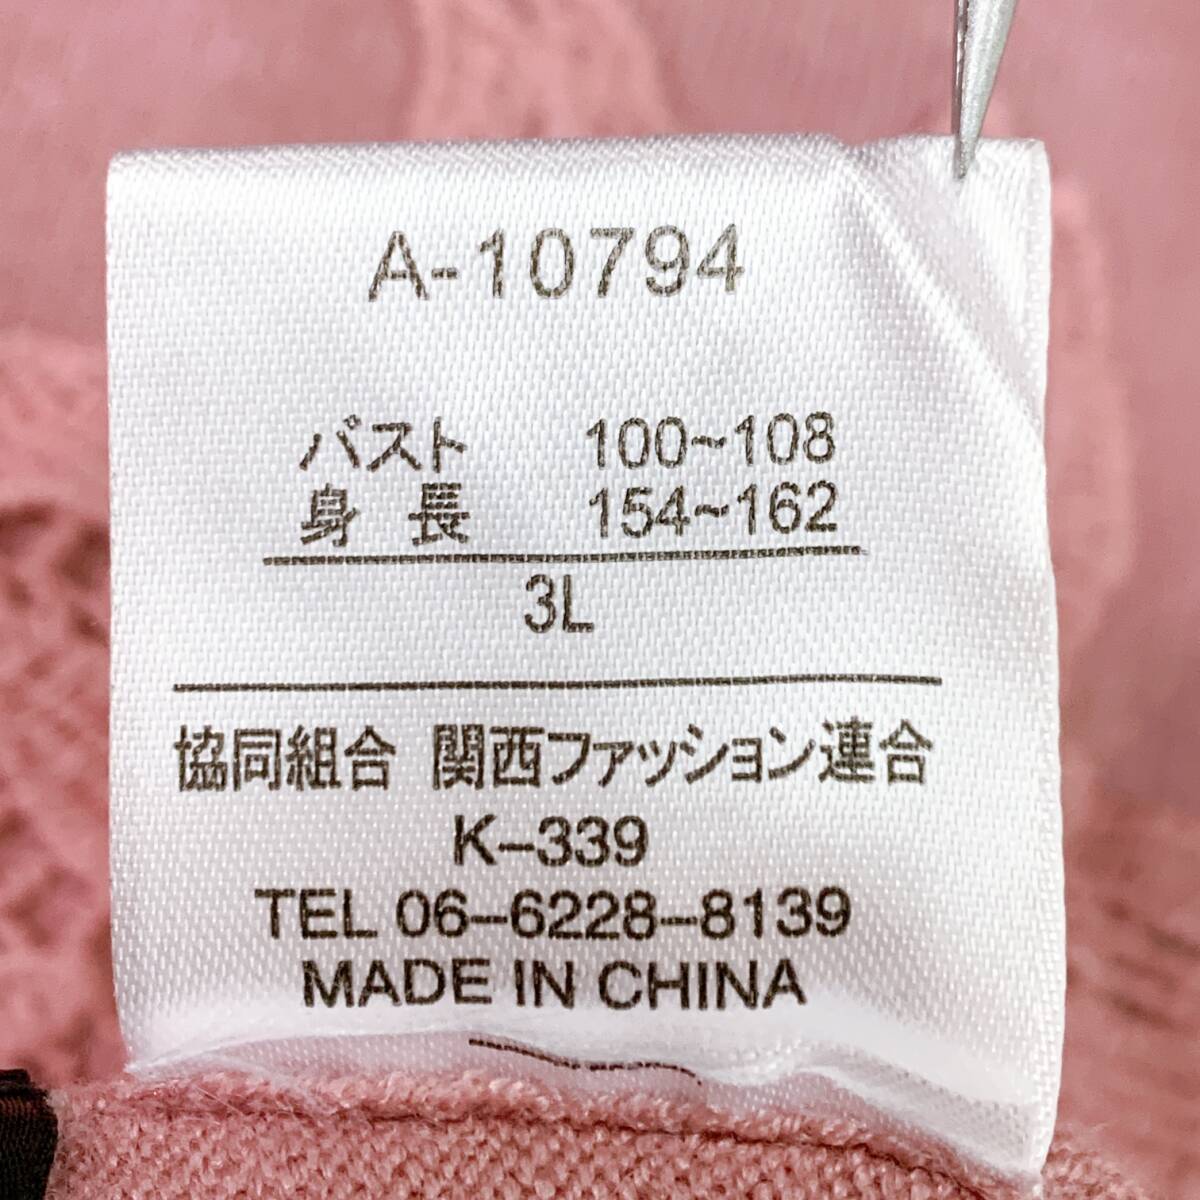 A-10794
バスト 100~108
身長 154~162
3L
協同組合 関西ファッション連合
K-339
TEL 06-6228-8139
MADE IN CHINA